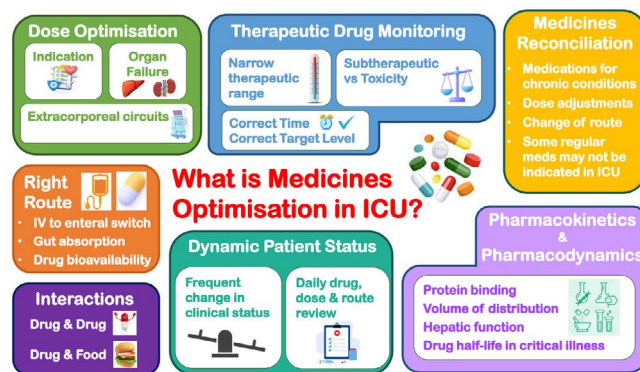 Dose Optimisation
Indication
Organ
Failure
Extracorporeal circuits
Therapeutic Drug Monitoring
Narrow
therapeutic
range
Subtherapeutic
vs Toxicity
Correct Time
Correct Target Level
Medicines
Reconciliation
• Medications for
chronic conditions
• Dose adjustments
• Change of route
• Some regular
meds may not be
indicated in ICU
Right
Route
• IV to enteral switch
• Gut absorption
• Drug bioavailability
What is Medicines
Optimisation in ICU?
Interactions
Drug & Drug
Drug & Food
Dynamic Patient Status
Frequent
change in
clinical status
Daily drug,
dose & route
review
Pharmacokinetics
&
Pharmacodynamics
Protein binding
Volume of distribution
Hepatic function
Drug half-life in critical illness